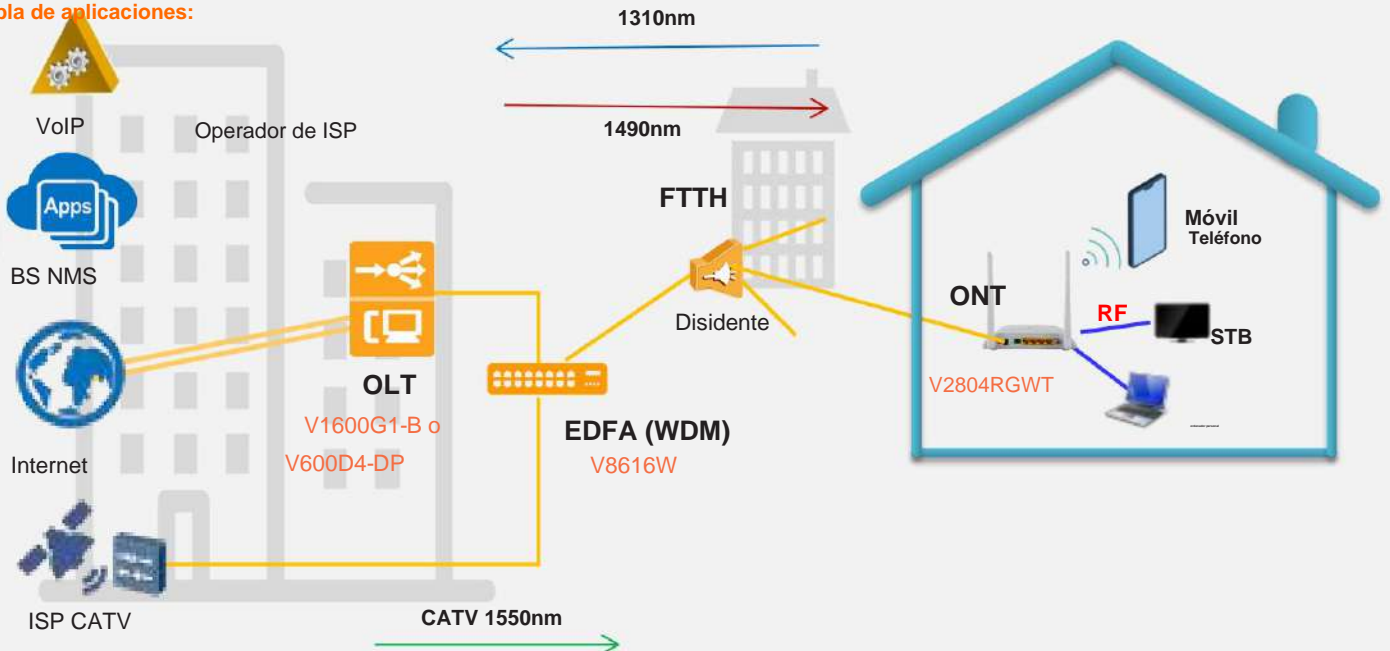 bla de aplicaciones:
1310nm
1490nm
VoIP
Operador de ISP
Apps
BS NMS
Internet
ISP CATV
CATV 1550nm
OLT
V1600G1-B o
V600D4-DP
EDFA (WDM)
V8616W
FTTH
Disidente
ONT
V2804RGWT
Móvil
Teléfono
RF
STB